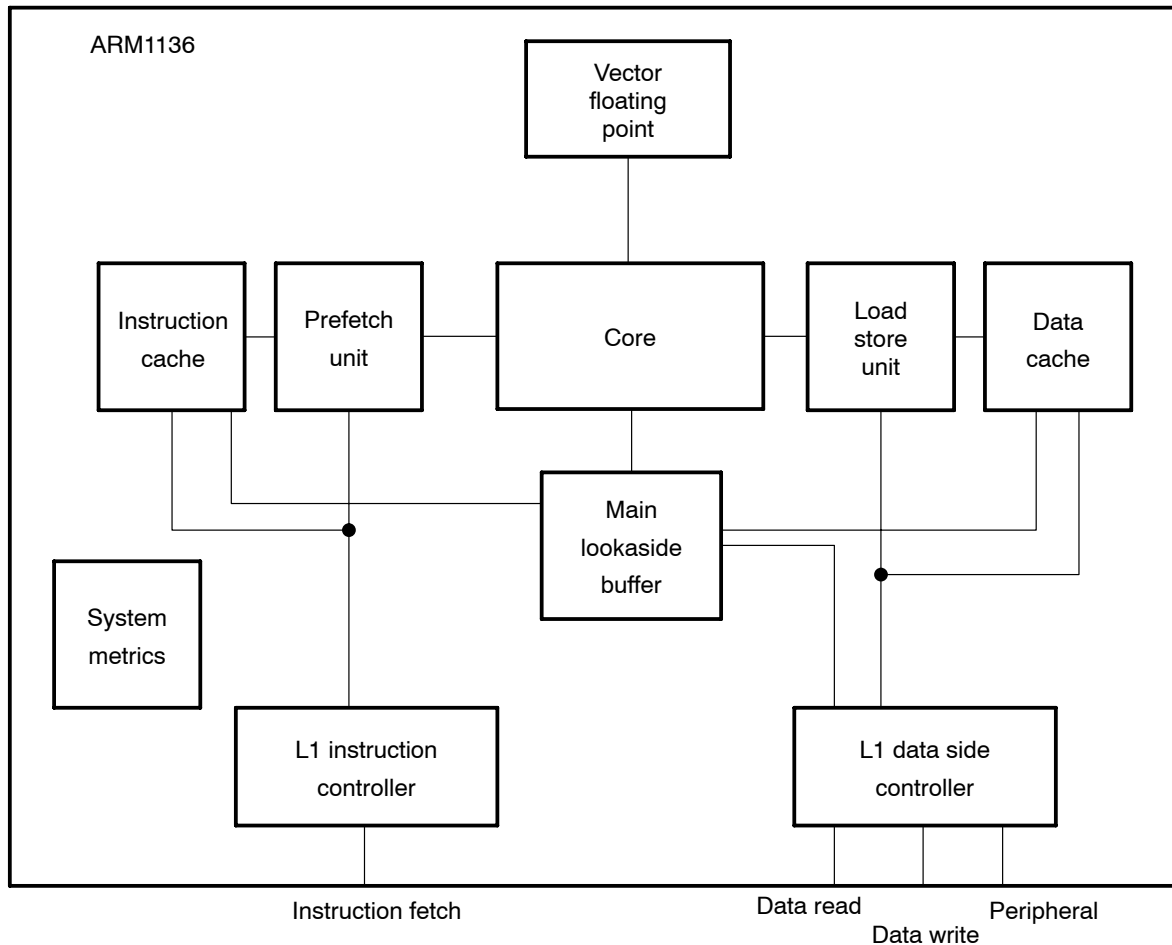 ARM1136
Vector
floating
point
Instruction
cache
Prefetch
unit
Core
Load
store
unit
Data
cache
Main
lookaside
buffer
System
metrics
L1 instruction
controller
L1 data side
controller
Instruction fetch
Data read
Data write
Peripheral